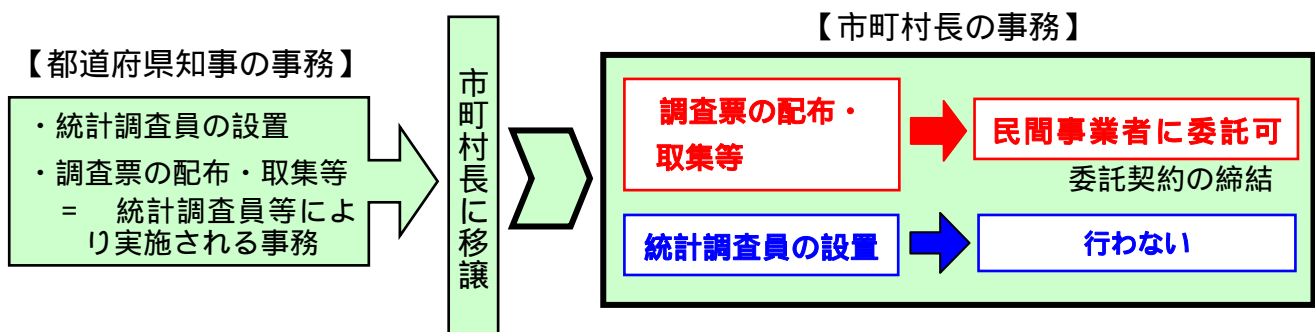 【都道府県知事の事務】
・統計調査員の設置
・調査票の配布・取集等
= 統計調査員等によ
り実施される事務
市町村長に移譲
【市町村長の事務】
調査票の配布・
取集等
民間事業者に委託可
委託契約の締結
統計調査員の設置
行わない